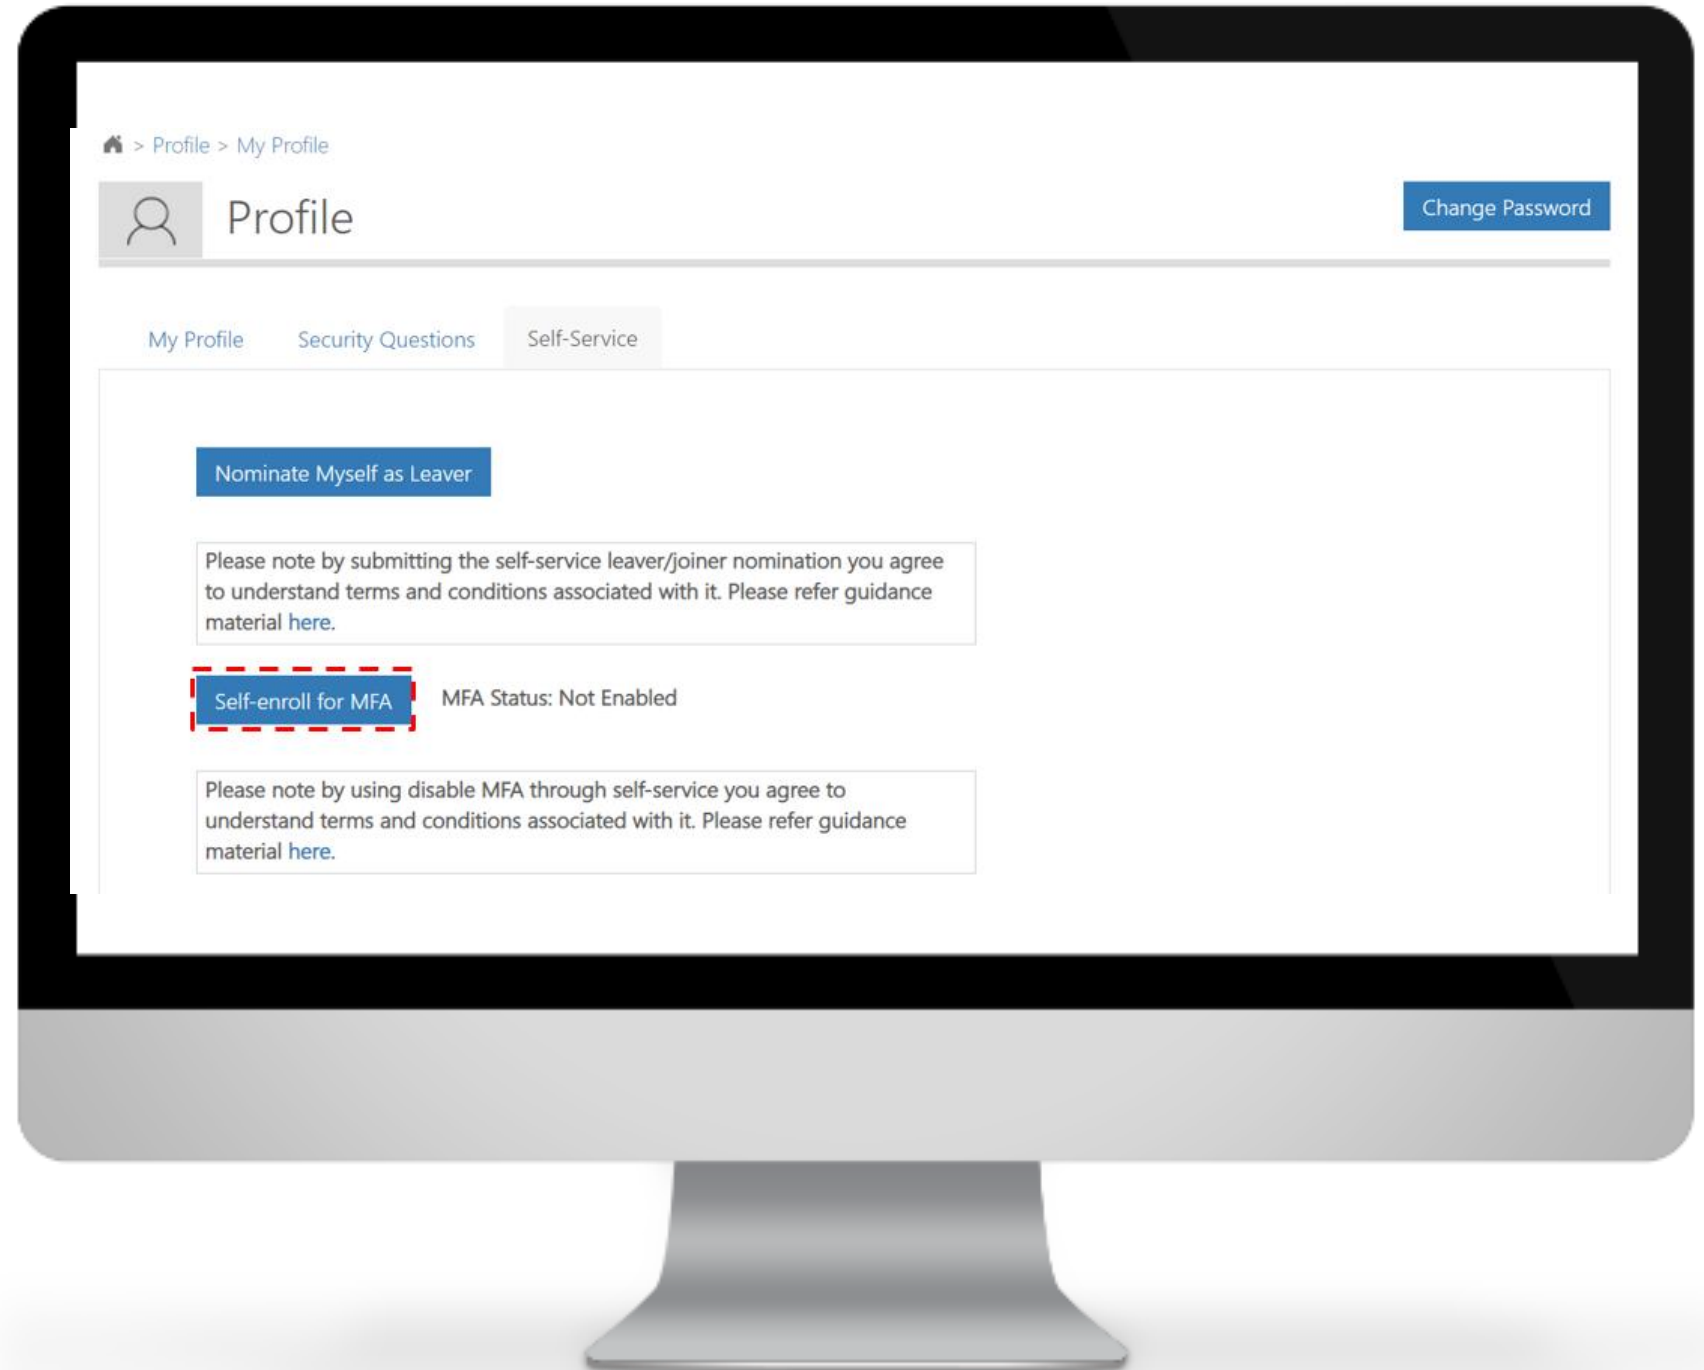 > Profile > My Profile
Profile
Change Password
My Profile
Security Questions
Self-Service
Nominate Myself as Leaver
Please note by submitting the self-service leaver/joiner nomination you agree
to understand terms and conditions associated with it. Please refer guidance
material here.
Self-enroll for MFA
MFA Status: Not Enabled
Please note by using disable MFA through self-service you agree to
understand terms and conditions associated with it. Please refer guidance
material here.